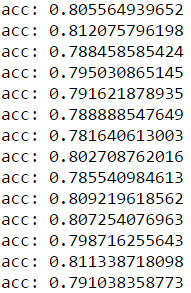 acc: 0.805564939652
acc: 0.812075796198
acc: 0.788458585424
acc: 0.795030865145
acc: 0.791621878935
acc: 0.788888547649
acc: 0.781640613003
acc: 0.802708762016
acc: 0.785540984613
acc: 0.809219618562
acc: 0.807254076963
acc: 0.798716255643
acc: 0.811338718098
acc: 0.791038358773